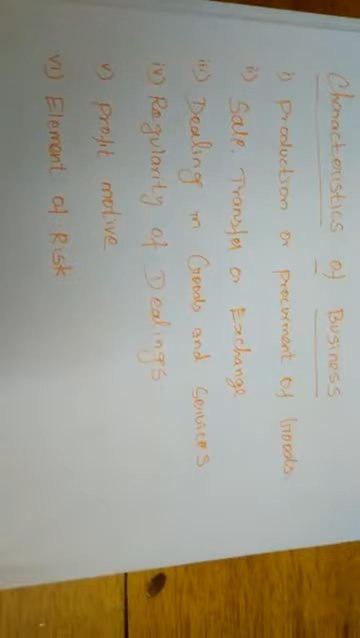 Characteristics of Business
i) Production or procurment of Goods.
ii) Sale, Transfer or Exchange
iii) Dealing in Goods and Services
iv) Regularity of Dealings
v) Profit motive
vi) Element of Risk